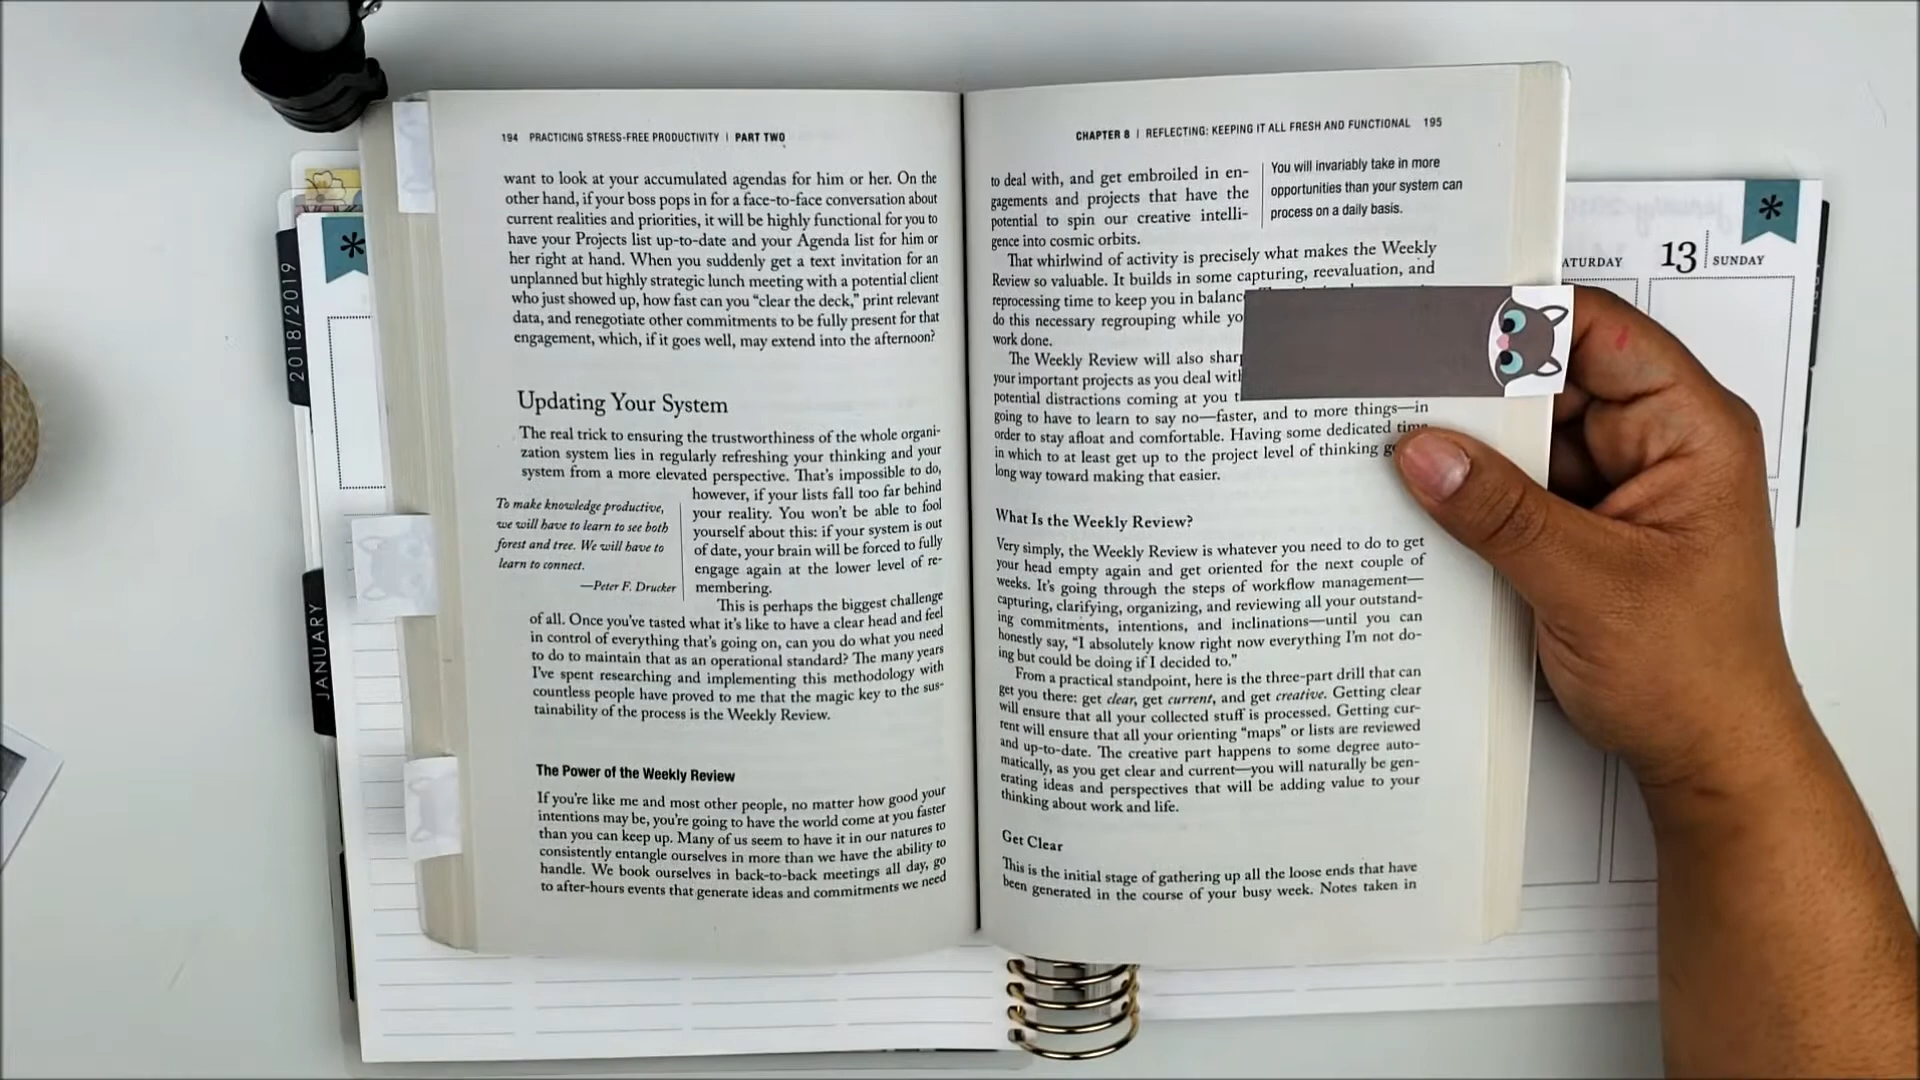 194 PRACTICING STRESS-FREE PRODUCTIVITY | PART TWO
want to look at your accumulated agendas for him or her. On the
other hand, if your boss pops in for a face-to-face conversation about
current realities and priorities, it will be highly functional for you to
have your Projects list up-to-date and your Agenda list for him or
her right at hand. When you suddenly get a text invitation for an
unplanned but highly strategic lunch meeting with a potential client
who just showed up, how fast can you “clear the deck,” print relevant
data, and renegotiate other commitments to be fully present for that
engagement, which, if it goes well, may extend into the afternoon?
Updating Your System
The real trick to ensuring the trustworthiness of the whole organi-
zation system lies in regularly refreshing your thinking and your
system from a more elevated perspective. That’s impossible to do,
however, if your lists fall too far behind
your reality. You won’t be able to fool
yourself about this: if your system is out
of date, your brain will be forced to fully
engage again at the lower level of re-
membering.
To make knowledge productive,
we will have to learn to see both
forest and tree. We will have to
learn to connect.
—Peter F. Drucker
This is perhaps the biggest challenge
of all. Once you’ve tasted what it’s like to have a clear head and feel
in control of everything that’s going on, can you do what you need
to do to maintain that as an operational standard? The many years
I’ve spent researching and implementing this methodology with
countless people have proved to me that the magic key to the sus-
tainability of the process is the Weekly Review.
The Power of the Weekly Review
If you’re like me and most other people, no matter how good your
intentions may be, you’re going to have the world come at you faster
than you can keep up. Many of us seem to have it in our natures to
consistently entangle ourselves in more than we have the ability to
handle. We book ourselves in back-to-back meetings all day, go
to after-hours events that generate ideas and commitments we need
CHAPTER 8 | REFLECTING: KEEPING IT ALL FRESH AND FUNCTIONAL 195
to deal with, and get embroiled in en-
gagements and projects that have the
potential to spin our creative intelli-
gence into cosmic orbits.
You will invariably take in more
opportunities than your system can
process on a daily basis.
That whirlwind of activity is precisely what makes the Weekly
Review so valuable. It builds in some capturing, reevaluation, and
reprocessing time to keep you in balance
do this necessary regrouping while yo
work done.
The Weekly Review will also
your important projects as you deal with
potential distractions coming at you
going to have to learn to say no—faster, and to more things—in
order to stay afloat and comfortable. Having some dedicated time
in which to at least get up to the project level of thinking
long way toward making that easier.
What Is the Weekly Review?
Very simply, the Weekly Review is whatever you need to do to get
your head empty again and get oriented for the next couple of
weeks. It’s going through the steps of workflow management—
capturing, clarifying, organizing, and reviewing all your outstand-
ing commitments, intentions, and inclinations—until you can
honestly say, “I absolutely know right now everything I’m not do-
ing but could be doing if I decided to.”
From a practical standpoint, here is the three-part drill that can
get you there: get clear, get current, and get creative. Getting clear
will ensure that all your collected stuff is processed. Getting cur-
rent will ensure that all your orienting “maps” or lists are reviewed
and up-to-date. The creative part happens to some degree auto-
matically, as you get clear and current—you will naturally be gen-
erating ideas and perspectives that will be adding value to your
thinking about work and life.
Get Clear
This is the initial stage of gathering up all the loose ends that have
been generated in the course of your busy week. Notes taken in
2018/2019
JANUARY
ATURDAY
13 SUNDAY